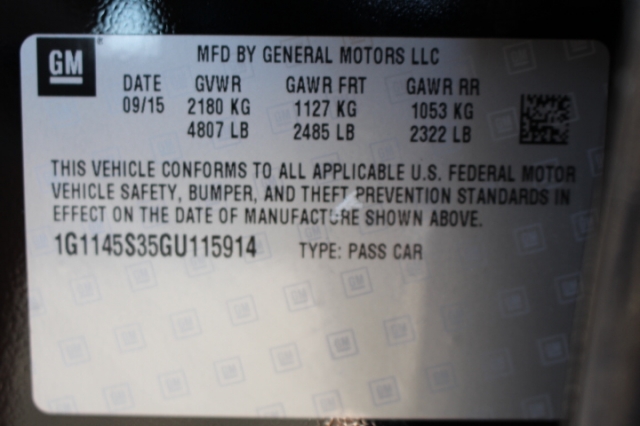 GM
MFD BY GENERAL MOTORS LLC
DATE GVWR GAWR FRT GAWR RR
09/15 2180 KG 1127 KG 1053 KG
4807 LB 2485 LB 2322 LB
THIS VEHICLE CONFORMS TO ALL APPLICABLE U.S. FEDERAL MOTOR
VEHICLE SAFETY, BUMPER, AND THEFT PREVENTION STANDARDS IN
EFFECT ON THE DATE OF MANUFACTURE SHOWN ABOVE.
1G1145S35GU115914 TYPE: PASS CAR